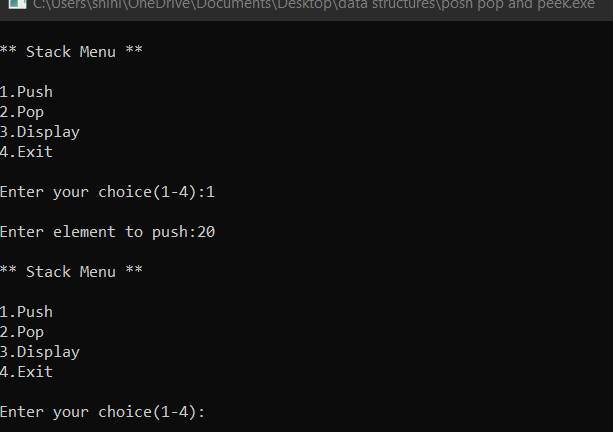 C:\Users\shini\OneDrive\Documents\Desktop\data structures\posh pop and peek.exe
** Stack Menu **
1.Push
2.Pop
3.Display
4.Exit
Enter your choice(1-4):1
Enter element to push:20
** Stack Menu **
1.Push
2.Pop
3.Display
4.Exit
Enter your choice(1-4):